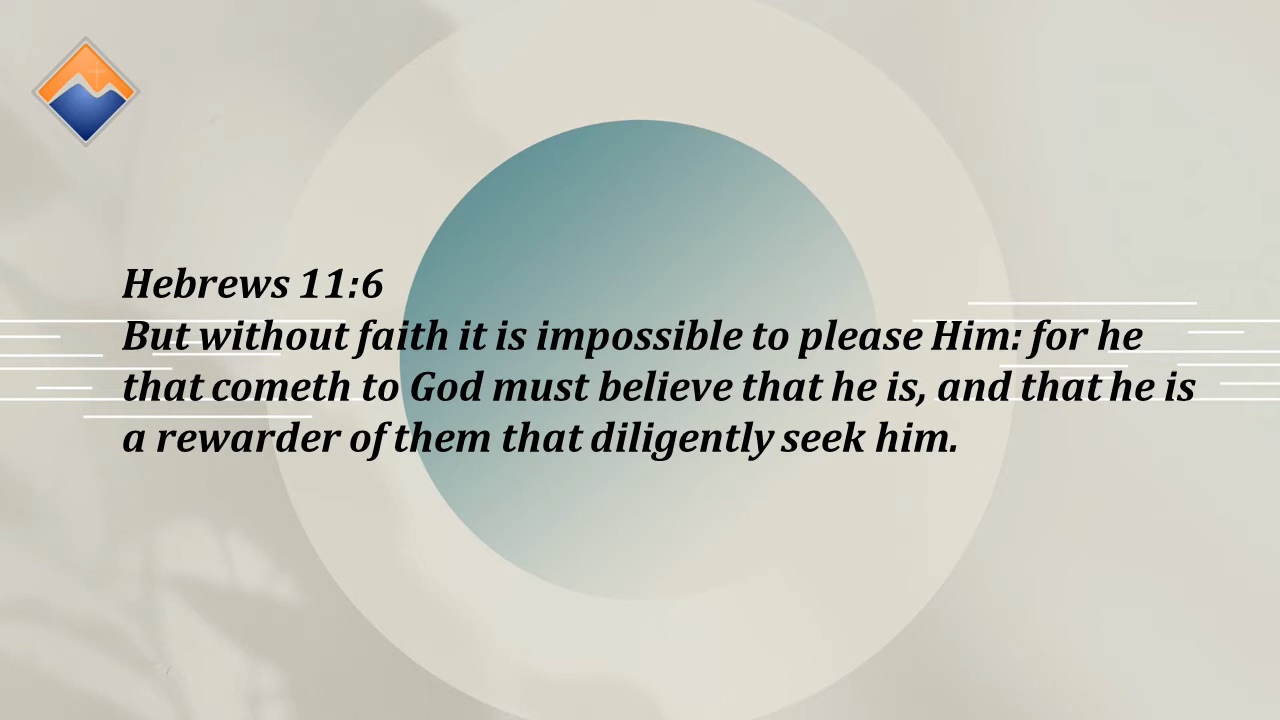 Hebrews 11:6
But without faith it is impossible to please Him: for he
that cometh to God must believe that he is, and that he is
a rewarder of them that diligently seek him.